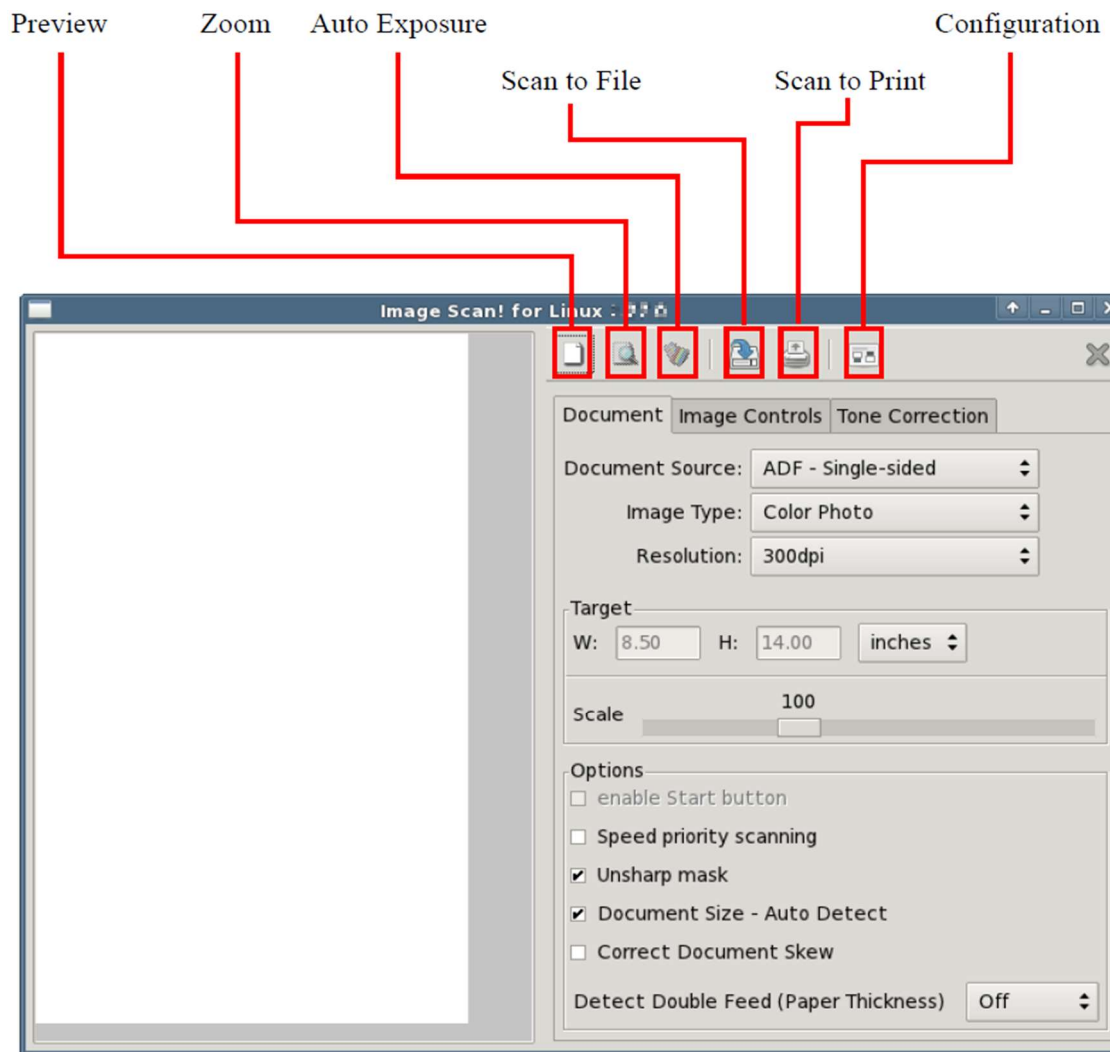 Preview Zoom Auto Exposure Configuration
Scan to File Scan to Print
Image Scan! for Linux :
Document Image Controls Tone Correction
Document Source: ADF - Single-sided
Image Type: Color Photo
Resolution: 300dpi
Target
W: 8.50 H: 14.00 inches
100
Scale
Options
enable Start button
Speed priority scanning
Unsharp mask
Document Size - Auto Detect
Correct Document Skew
Detect Double Feed (Paper Thickness) Off